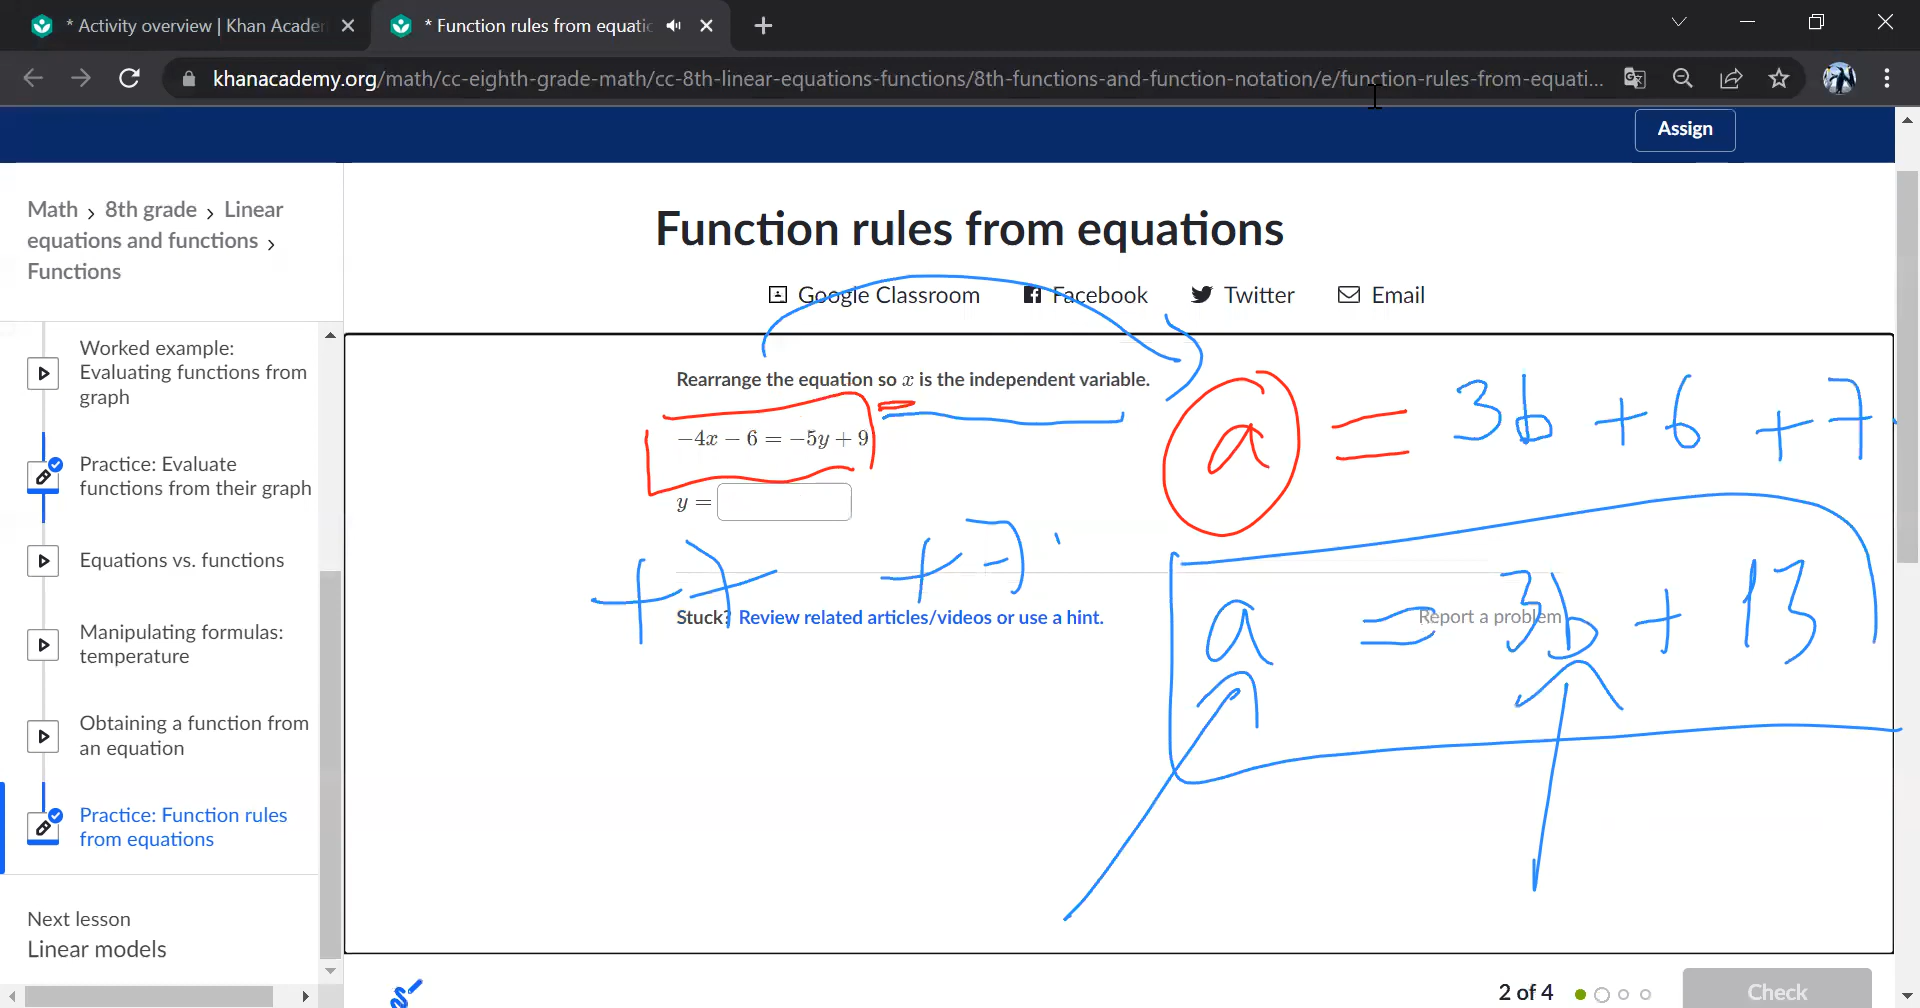 * Activity overview | Khan Acader
* Function rules from equatio
khanacademy.org/math/cc-eighth-grade-math/cc-8th-linear-equations-functions/8th-functions-and-function-notation/e/function-rules-from-equati...
Assign
Math > 8th grade > Linear
equations and functions >
Functions
Worked example:
Evaluating functions from
graph
Practice: Evaluate
functions from their graph
Equations vs. functions
Manipulating formulas:
temperature
Obtaining a function from
an equation
Practice: Function rules
from equations
Next lesson
Linear models
Function rules from equations
Google Classroom
Facebook
Twitter
Email
Rearrange the equation so x is the independent variable.
−4x − 6 = −5y + 9
y =
a = 3b + 6 + 7
+7 +7
a = 3b + 13
Stuck? Review related articles/videos or use a hint.
Report a problem
2 of 4
Check